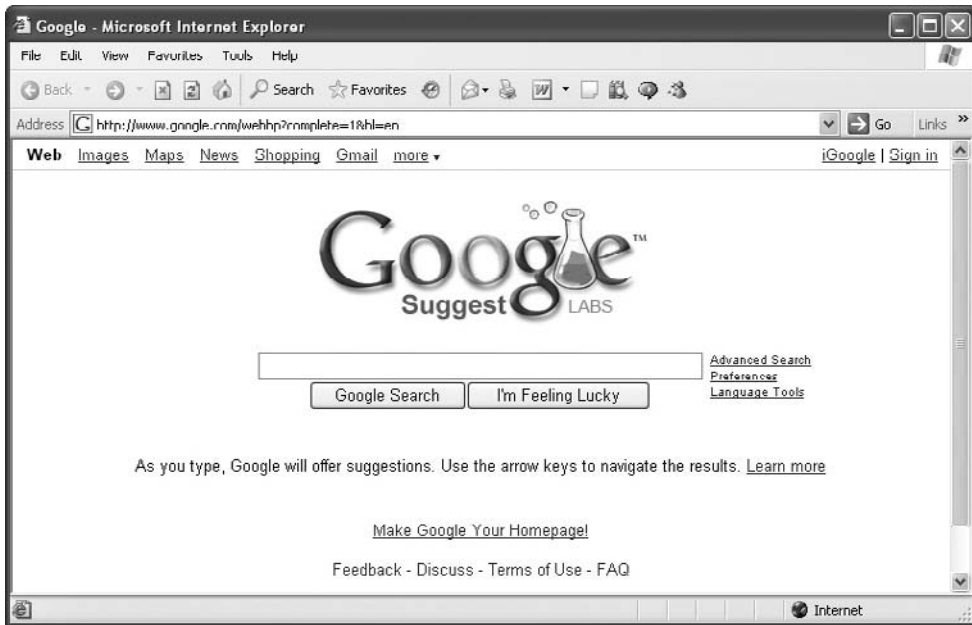 Google - Microsoft Internet Explorer
File Edit View Favorites Tools Help
Back Search Favorites
Address http://www.google.com/webhp?complete=1&hl=en Go Links »
Web Images Maps News Shopping Gmail more iGoogle | Sign in
Google™
Suggest LABS
Advanced Search
Preferences
Language Tools
Google Search I'm Feeling Lucky
As you type, Google will offer suggestions. Use the arrow keys to navigate the results. Learn more
Make Google Your Homepage!
Feedback - Discuss - Terms of Use - FAQ
Internet